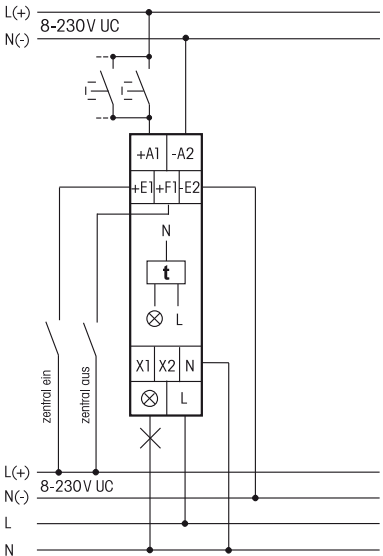 L(+)
8-230V UC
N(-)
+A1 -A2
+E1 +F1 -E2
N
t
L
X1 X2 N
L
zentral ein
zentral aus
L(+)
8-230V UC
N(-)
L
N